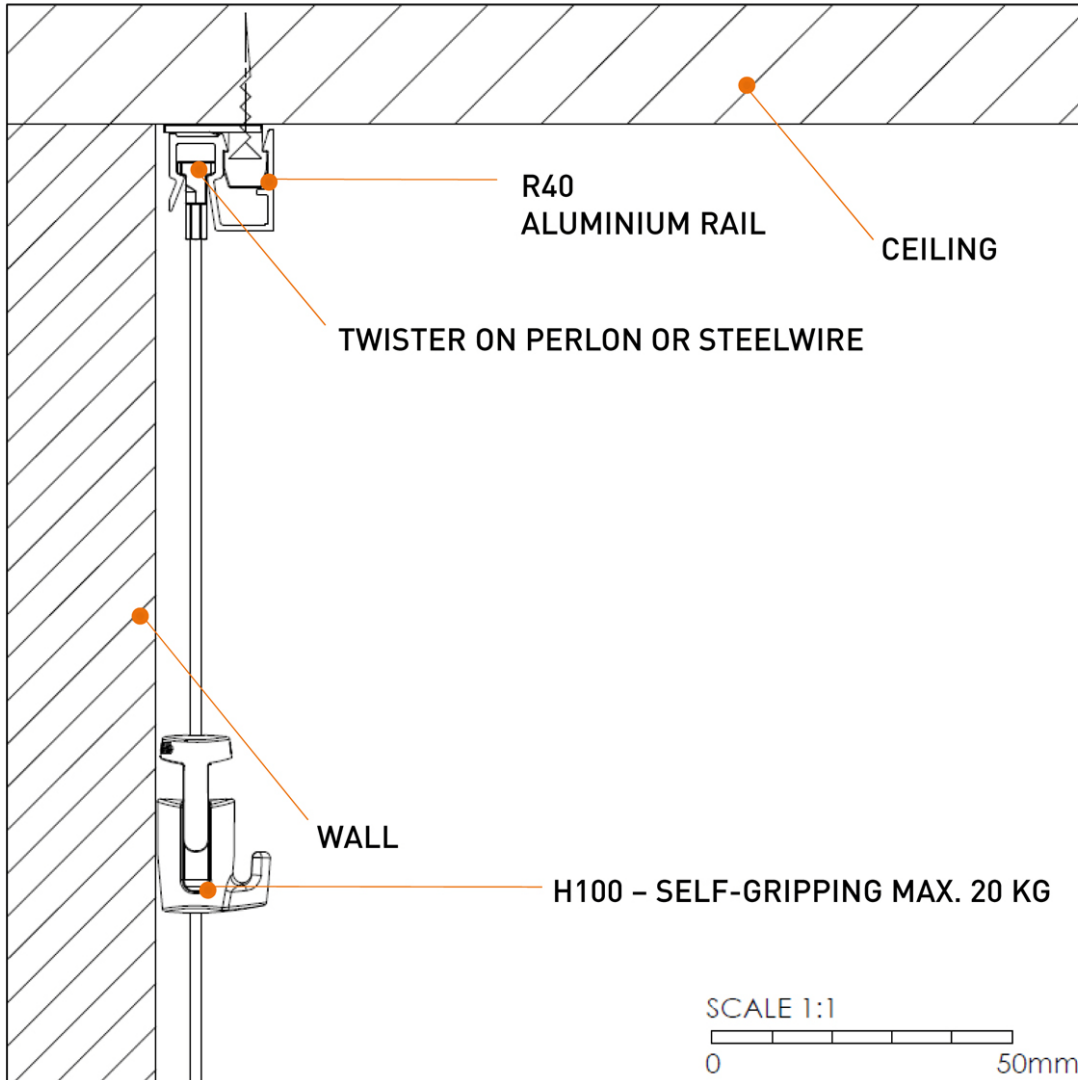 R40
ALUMINIUM RAIL
CEILING
TWISTER ON PERLON OR STEELWIRE
WALL
H100 – SELF-GRIPPING MAX. 20 KG
SCALE 1:1
0 50mm